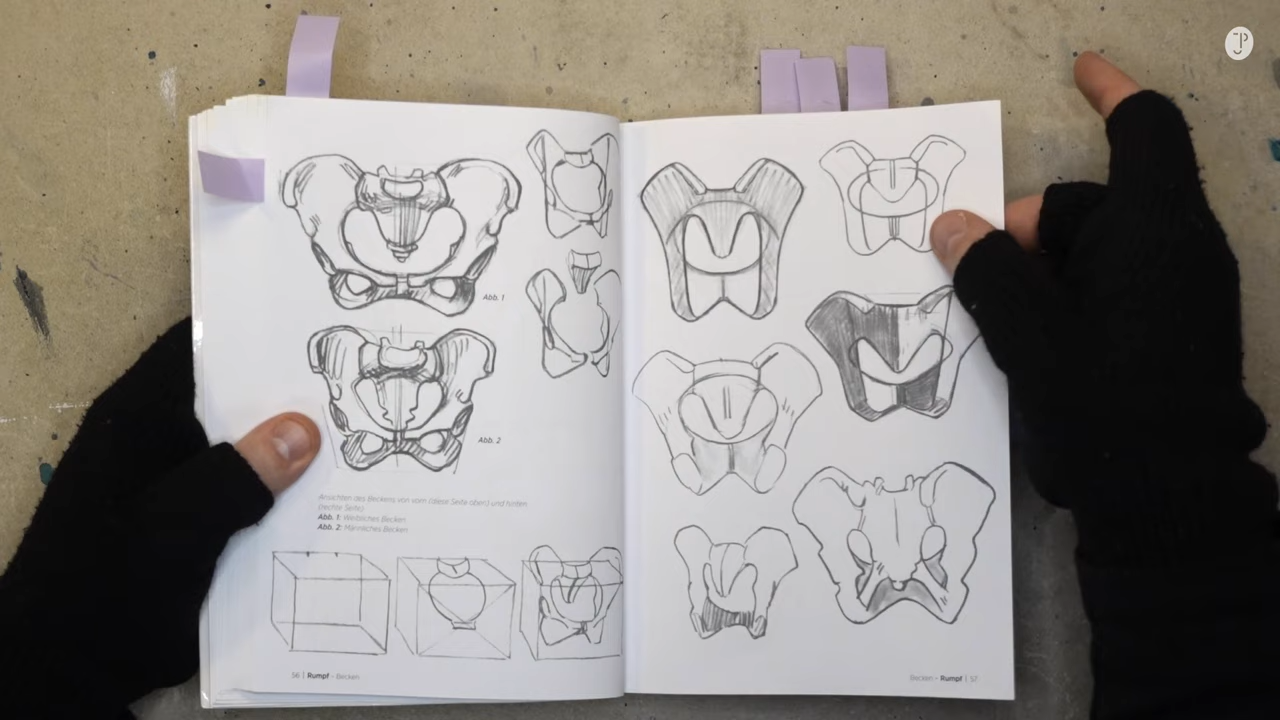 Abb. 1
Abb. 2
Ansichten des Beckens von vorn (diese Seite oben) und hinten
(rechte Seite)
Abb. 1: Weibliches Becken
Abb. 2: Männliches Becken
56 | Rumpf – Becken
Becken – Rumpf | 57